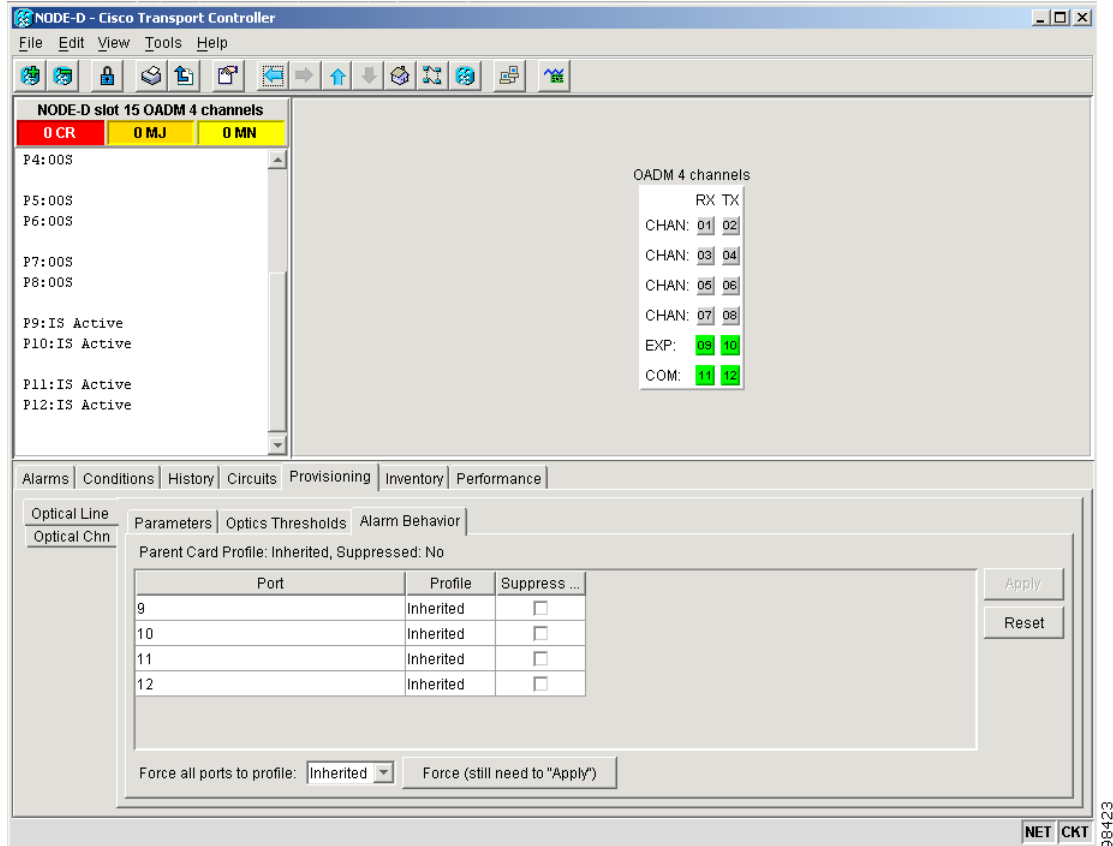 NODE-D - Cisco Transport Controller
File Edit View Tools Help
NODE-D slot 15 OADM 4 channels
0 CR 0 MJ 0 MN
P4:OOS
P5:OOS
P6:OOS
P7:OOS
P8:OOS
P9:IS Active
P10:IS Active
P11:IS Active
P12:IS Active
OADM 4 channels
RX TX
CHAN: 01 02
CHAN: 03 04
CHAN: 05 06
CHAN: 07 08
EXP: 09 10
COM: 11 12
Alarms Conditions History Circuits Provisioning Inventory Performance
Optical Line
Optical Chn
Parameters Optics Thresholds Alarm Behavior
Parent Card Profile: Inherited, Suppressed: No
Port Profile Suppress ...
9 Inherited
10 Inherited
11 Inherited
12 Inherited
Apply
Reset
Force all ports to profile: Inherited Force (still need to "Apply")
NET CKT
98423